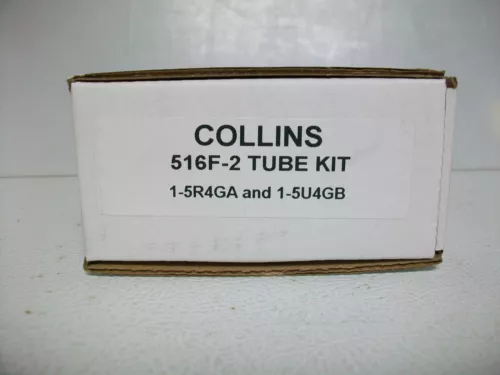 COLLINS
516F-2 TUBE KIT
1-5R4GA and 1-5U4GB